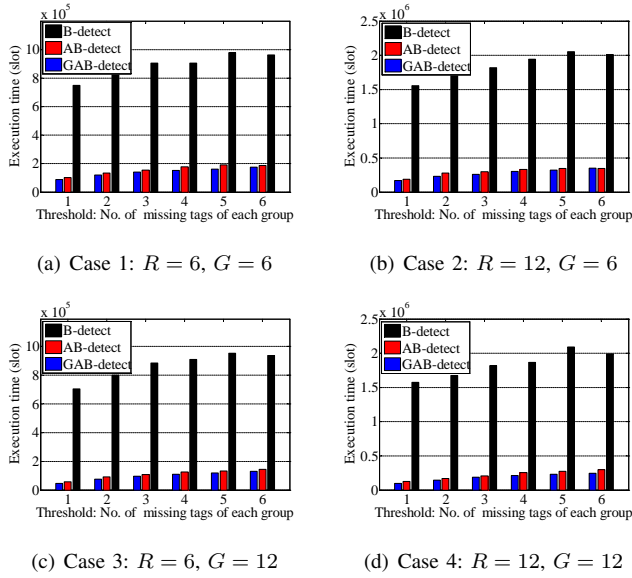 x 10^5
B-detect
AB-detect
GAB-detect
10
8
6
4
2
0
Execution time (slot)
1 2 3 4 5 6
Threshold: No. of missing tags of each group
(a) Case 1: R = 6, G = 6
x 10^6
B-detect
AB-detect
GAB-detect
2.5
2
1.5
1
0.5
0
Execution time (slot)
1 2 3 4 5 6
Threshold: No. of missing tags of each group
(b) Case 2: R = 12, G = 6
x 10^5
B-detect
AB-detect
GAB-detect
10
8
6
4
2
0
Execution time (slot)
1 2 3 4 5 6
Threshold: No. of missing tags of each group
(c) Case 3: R = 6, G = 12
x 10^6
B-detect
AB-detect
GAB-detect
2.5
2
1.5
1
0.5
0
Execution time (slot)
1 2 3 4 5 6
Threshold: No. of missing tags of each group
(d) Case 4: R = 12, G = 12